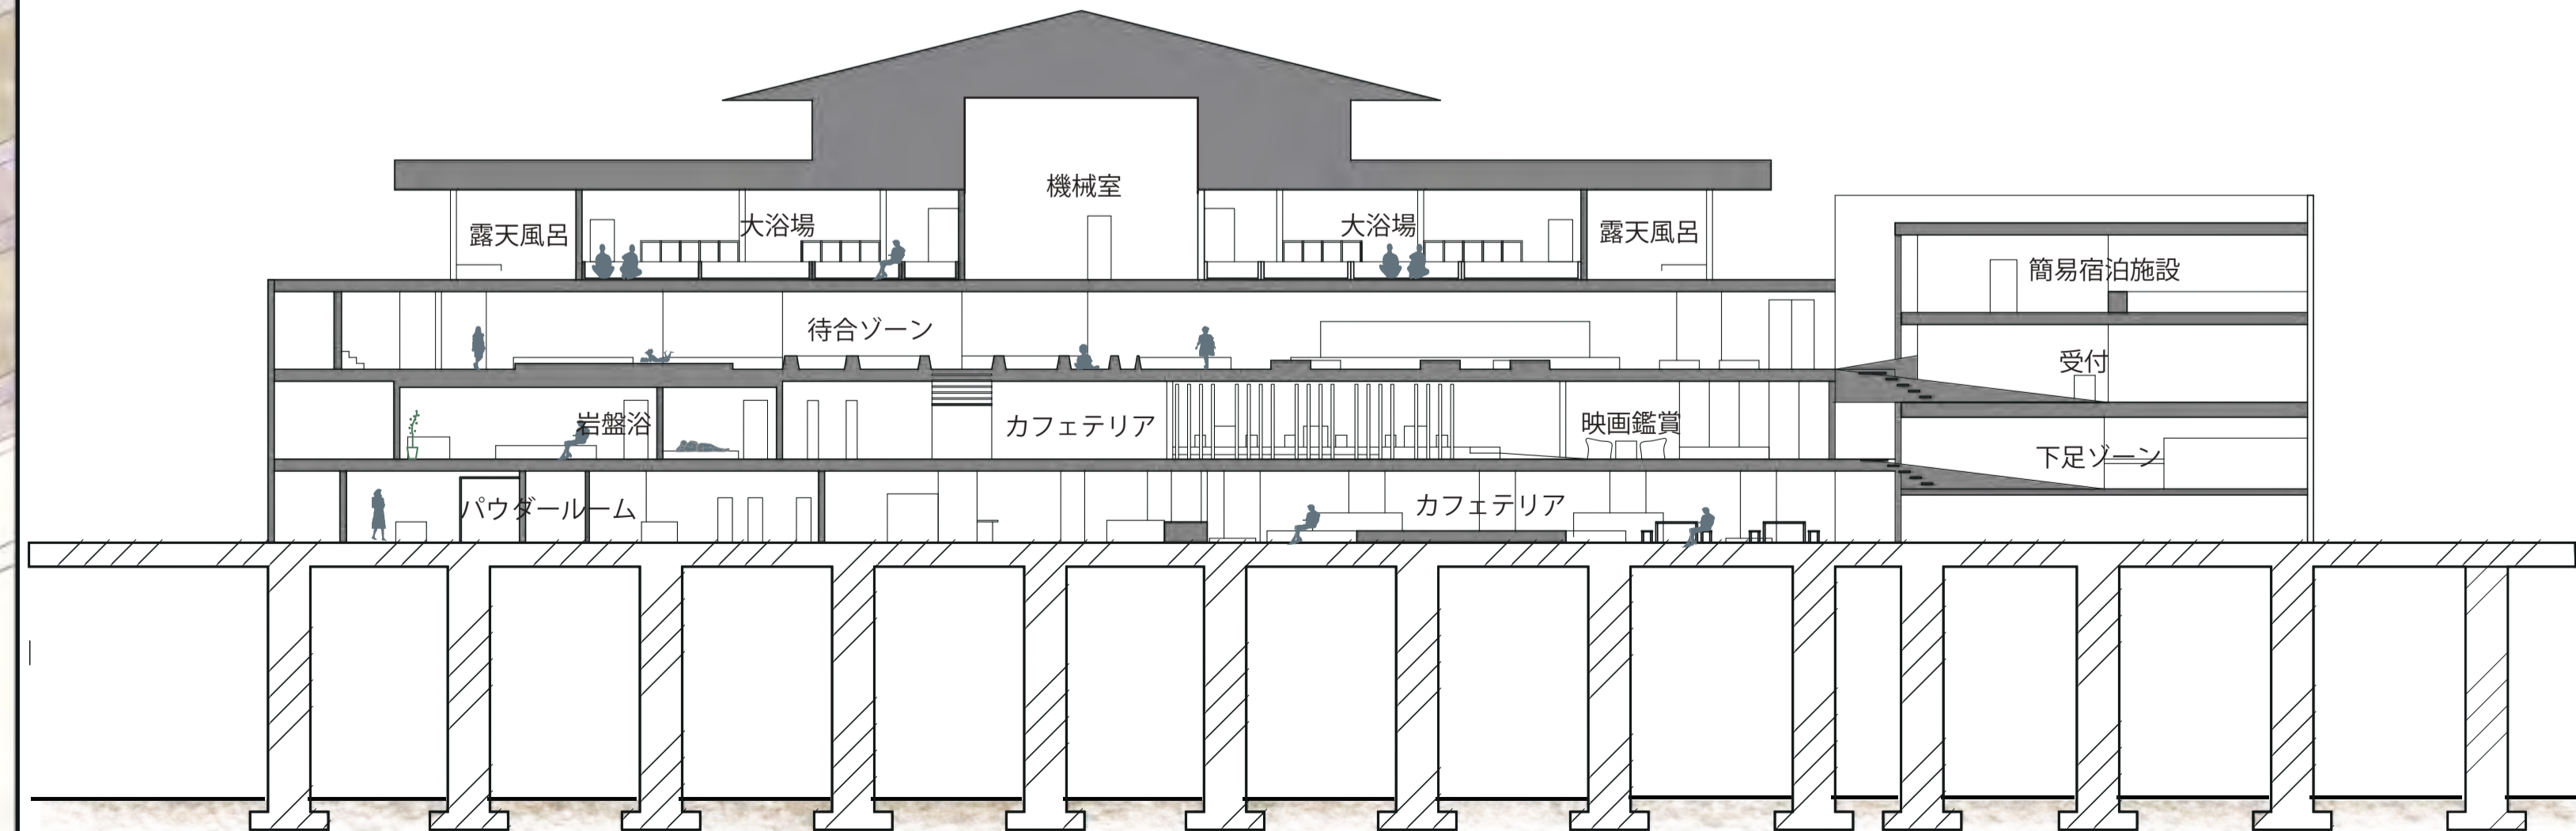 機械室
露天風呂
大浴場
大浴場
露天風呂
簡易宿泊施設
待合ゾーン
受付
岩盤浴
カフェテリア
映画鑑賞
下足ゾーン
パウダールーム
カフェテリア